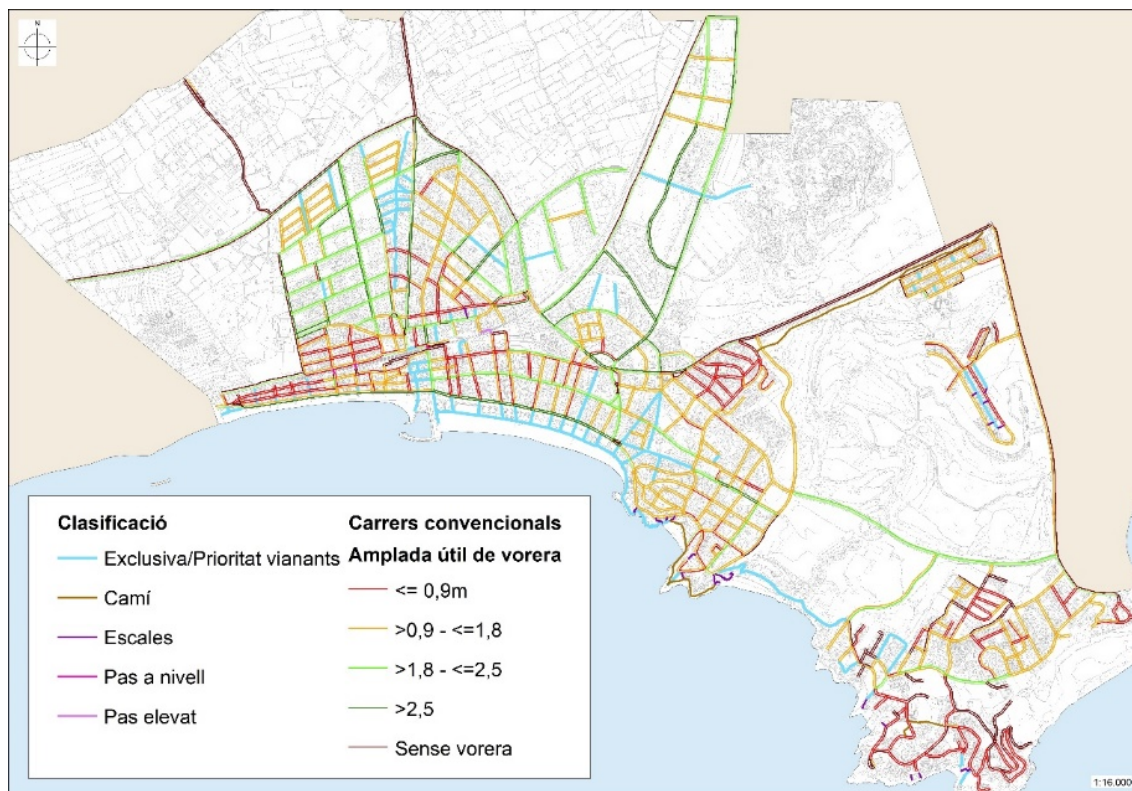 N
Clasificació
Exclusiva/Prioritat vianants
Camí
Escales
Pas a nivell
Pas elevat
Carrers convencionals
Amplada útil de vorera
<= 0,9m
>0,9 - <=1,8
>1,8 - <=2,5
>2,5
Sense vorera
1:16.000